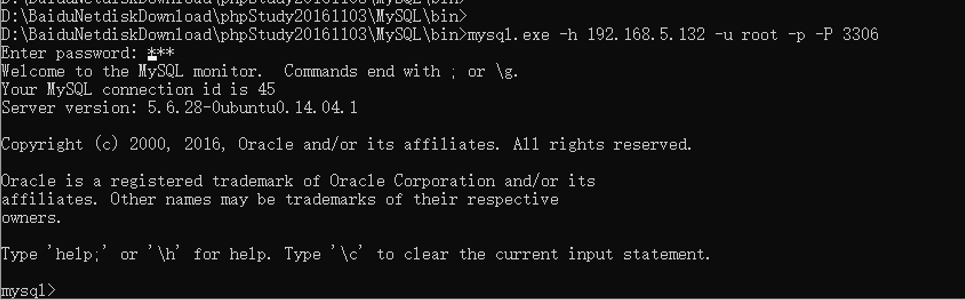 D:\BaiduNetdiskDownload\phpStudy20161103\MySQL\bin>
D:\BaiduNetdiskDownload\phpStudy20161103\MySQL\bin>
D:\BaiduNetdiskDownload\phpStudy20161103\MySQL\bin>mysql.exe -h 192.168.5.132 -u root -p -P 3306
Enter password: ***
Welcome to the MySQL monitor.  Commands end with ; or \g.
Your MySQL connection id is 45
Server version: 5.6.28-0ubuntu0.14.04.1
Copyright (c) 2000, 2016, Oracle and/or its affiliates. All rights reserved.
Oracle is a registered trademark of Oracle Corporation and/or its
affiliates. Other names may be trademarks of their respective
owners.
Type 'help;' or '\h' for help. Type '\c' to clear the current input statement.
mysql>